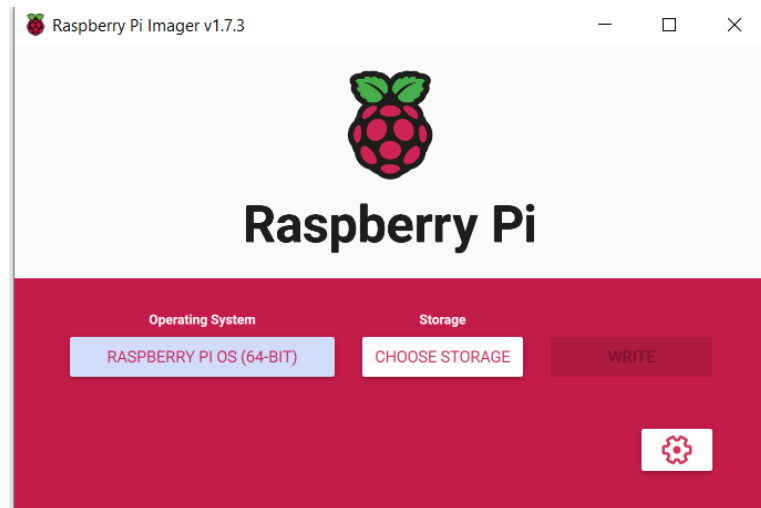 Raspberry Pi Imager v1.7.3
Raspberry Pi
Operating System
Storage
RASPBERRY PI OS (64-BIT)
CHOOSE STORAGE
WRITE